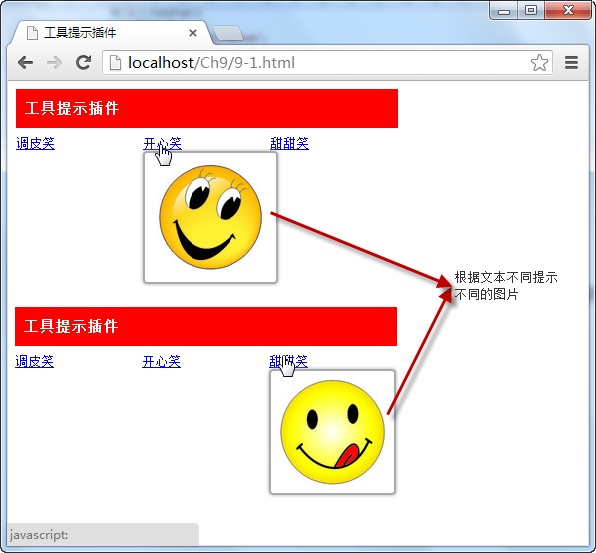 工具提示插件
localhost/Ch9/9-1.html
工具提示插件
调皮笑 开心笑 甜甜笑
根据文本不同提示
不同的图片
工具提示插件
调皮笑 开心笑 甜甜笑
javascript: